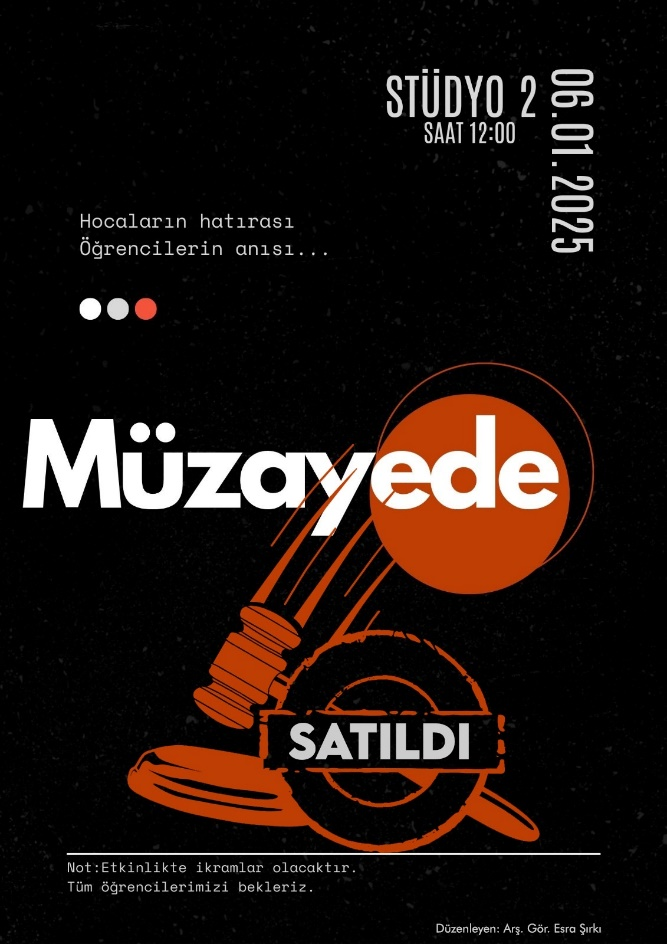 STÜDYO 2
SAAT 12:00
06.01.2025
Hocaların hatırası
Öğrencilerin anısı...
Müzayede
SATILDI
Not:Etkinlikte ikramlar olacaktır.
Tüm öğrencilerimizi bekleriz.
Düzenleyen: Arş. Gör. Esra Şırkı